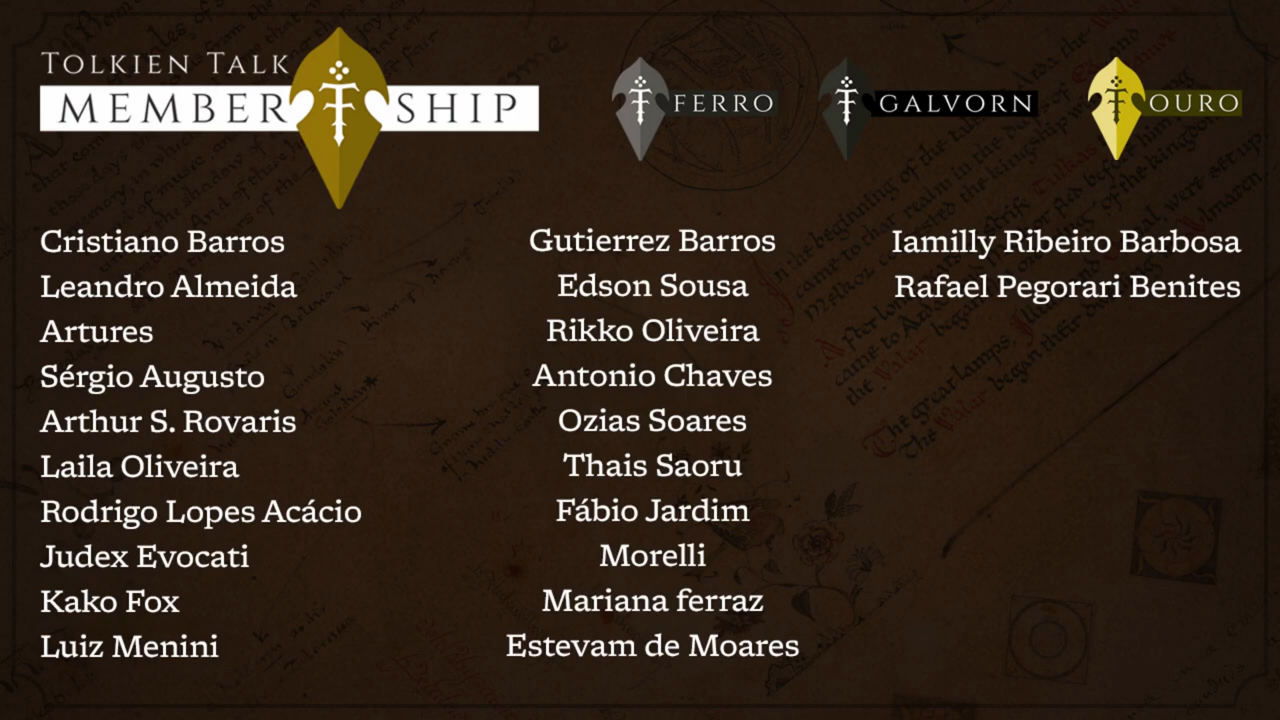 TOLKIEN TALK
MEMBERSHIP
FERRO
GALVORN
OURO
Cristiano Barros
Leandro Almeida
Artures
Sérgio Augusto
Arthur S. Rovaris
Laila Oliveira
Rodrigo Lopes Acácio
Judex Evocati
Kako Fox
Luiz Menini
Gutierrez Barros
Edson Sousa
Rikko Oliveira
Antonio Chaves
Ozias Soares
Thais Saoru
Fábio Jardim
Morelli
Mariana ferraz
Estevam de Moares
Iamilly Ribeiro Barbosa
Rafael Pegorari Benites